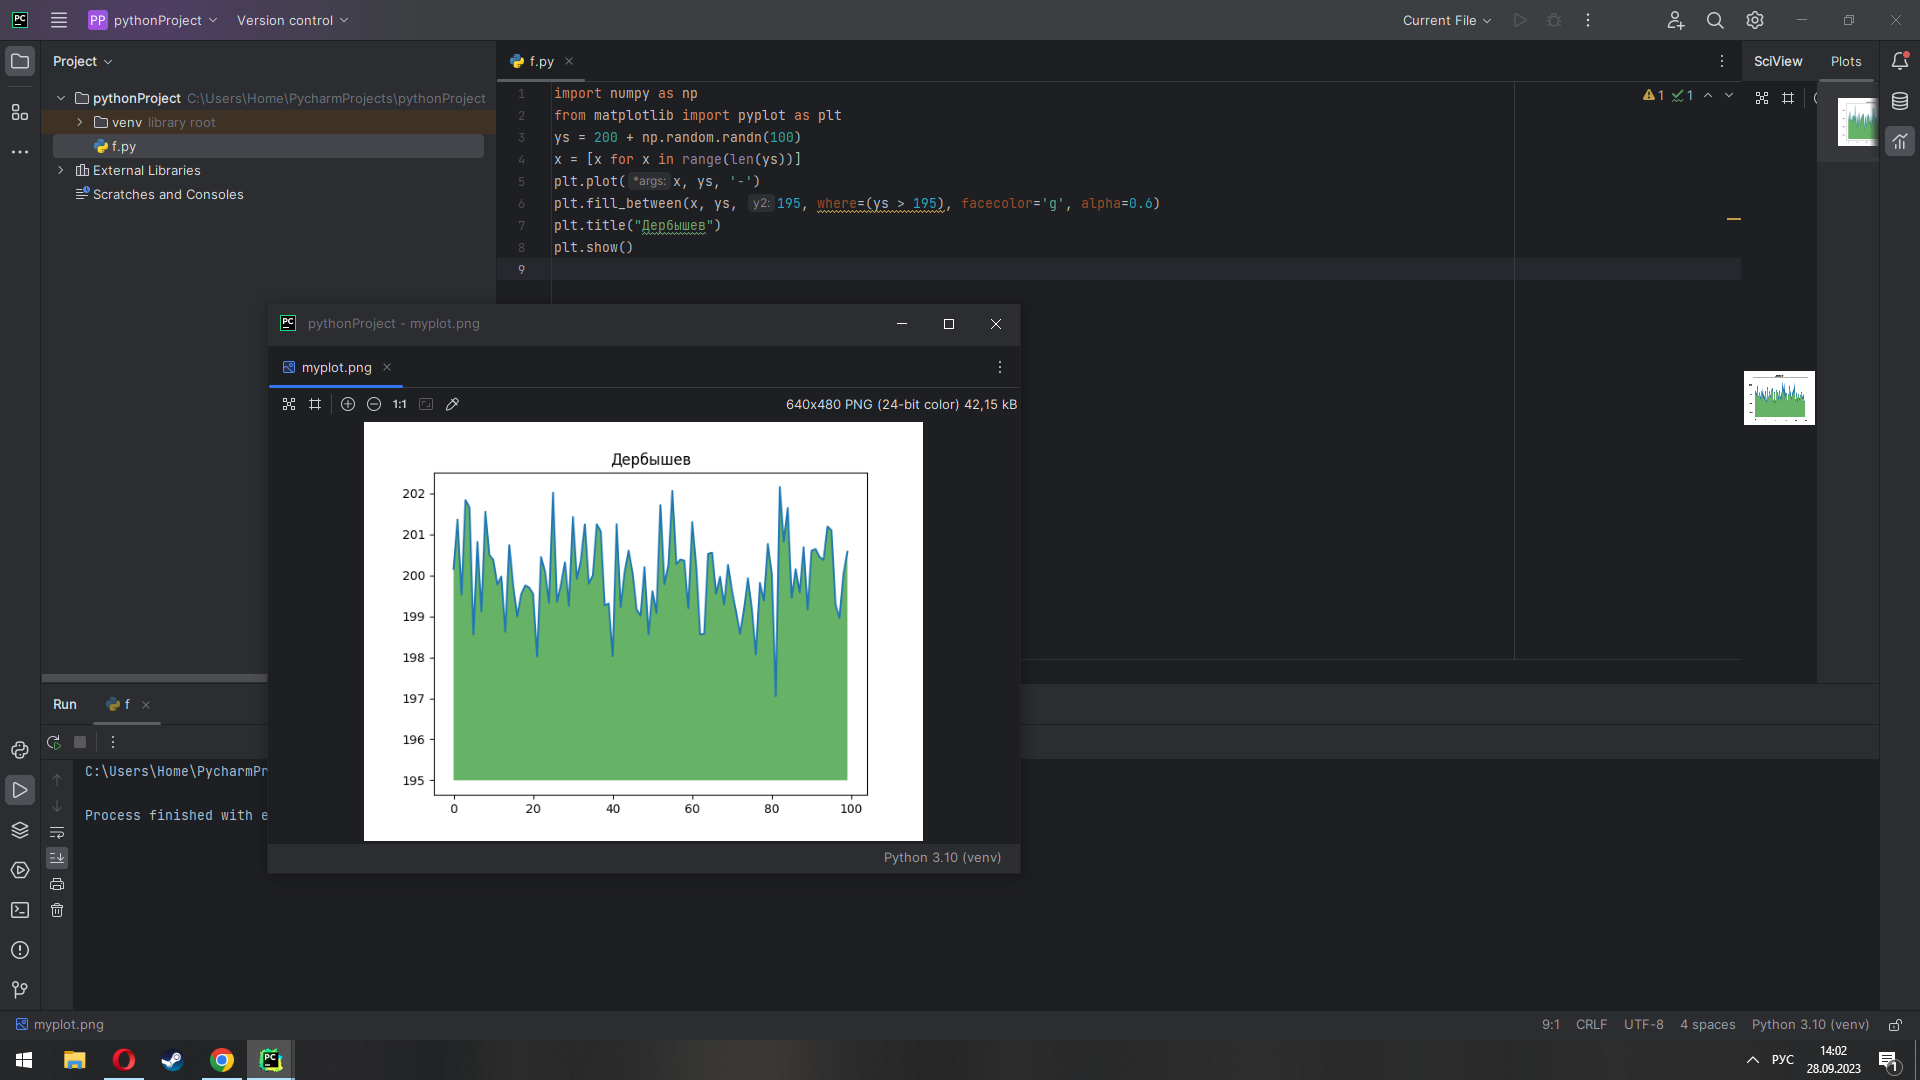 PC
PP pythonProject
Version control
Current File
Project
pythonProject C:\Users\Home\PycharmProjects\pythonProject
venv library root
f.py
External Libraries
Scratches and Consoles
f.py
1 import numpy as np
2 from matplotlib import pyplot as plt
3 ys = 200 + np.random.randn(100)
4 x = [x for x in range(len(ys))]
5 plt.plot( *args: x, ys, '-')
6 plt.fill_between(x, ys, y2: 195, where=(ys > 195), facecolor='g', alpha=0.6)
7 plt.title("Дербышев")
8 plt.show()
9
1 1
SciView Plots
PC pythonProject - myplot.png
myplot.png
1:1
640x480 PNG (24-bit color) 42,15 kB
Дербышев
202
201
200
199
198
197
196
195
0 20 40 60 80 100
Python 3.10 (venv)
Run f
C:\Users\Home\PycharmPr
Process finished with e
myplot.png
9:1 CRLF UTF-8 4 spaces Python 3.10 (venv)
PC
РУС
14:02
28.09.2023
1